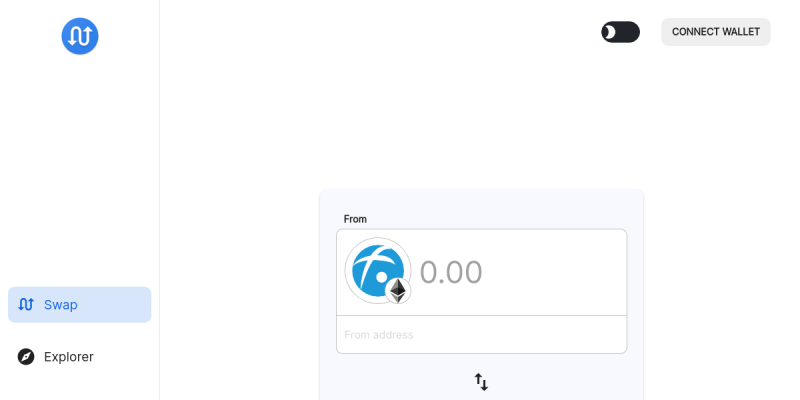 CONNECT WALLET
From
0.00
From address
Swap
Explorer